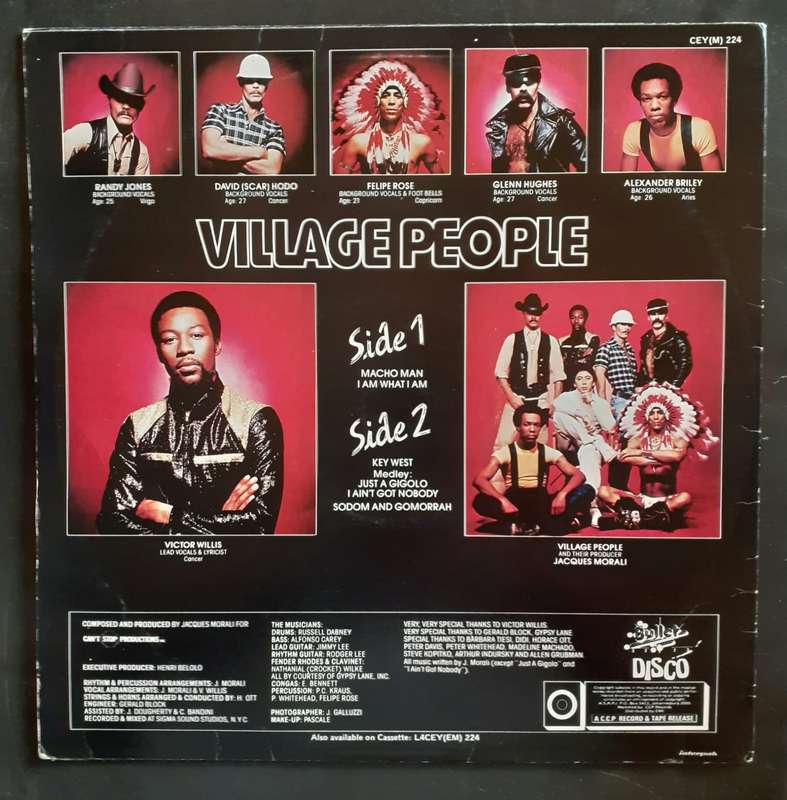 CEY(M) 224
RANDY JONES
BACKGROUND VOCALS
Age: 25 Virgo
DAVID (SCAR) HODO
BACKGROUND VOCALS
Age: 27 Cancer
FELIPE ROSE
BACKGROUND VOCALS & FOOT BELLS
Age: 21 Capricorn
GLENN HUGHES
BACKGROUND VOCALS
Age: 27 Cancer
ALEXANDER BRILEY
BACKGROUND VOCALS
Age: 26 Aries
VILLAGE PEOPLE
Side 1
MACHO MAN
I AM WHAT I AM
Side 2
KEY WEST
Medley:
JUST A GIGOLO
I AIN'T GOT NOBODY
SODOM AND GOMORRAH
VICTOR WILLIS
LEAD VOCALS & LYRICIST
Cancer
VILLAGE PEOPLE
AND THEIR PRODUCER
JACQUES MORALI
COMPOSED AND PRODUCED BY JACQUES MORALI FOR
CAN'T STOP PRODUCTIONS INC.
EXECUTIVE PRODUCER: HENRI BELOLO
RHYTHM & PERCUSSION ARRANGEMENTS: J. MORALI
VOCAL ARRANGEMENTS: J. MORALI & V. WILLIS
STRINGS & HORNS ARRANGED & CONDUCTED BY: H. OTT
ENGINEER: GERALD BLOCK
ASSISTED BY: J. DOUGHERTY & C. BANDINI
RECORDED & MIXED AT SIGMA SOUND STUDIOS, N.Y.C
THE MUSICIANS:
DRUMS: RUSSELL DABNEY
BASS: ALFONSO CAREY
LEAD GUITAR: JIMMY LEE
RHYTHM GUITAR: RODGER LEE
FENDER RHODES & CLAVINET:
NATHANIAL (CROCKET) WILKE
ALL BY COURTESY OF GYPSY LANE, INC.
CONGAS: E. BENNETT
PERCUSSION: P.C. KRAUS,
P. WHITEHEAD, FELIPE ROSE
PHOTOGRAPHER: J. GALLUZZI
MAKE-UP: PASCALE
VERY, VERY SPECIAL THANKS TO VICTOR WILLIS.
VERY SPECIAL THANKS TO GERALD BLOCK, GYPSY LANE
SPECIAL THANKS TO BARBARA TIESI, DIDI, HORACE OTT,
PETER DAVIS, PETER WHITEHEAD, MADELINE MACHADO,
STEVE KOPITKO, ARTHUR INDURSKY AND ALLEN GRUBMAN.
All music written by J. Morali (except "Just A Gigolo" and
"I Ain't Got Nobody").
Bullet
DISCO
A C.C.P. RECORD & TAPE RELEASE
Also available on Cassette: L4CEY(EM) 224